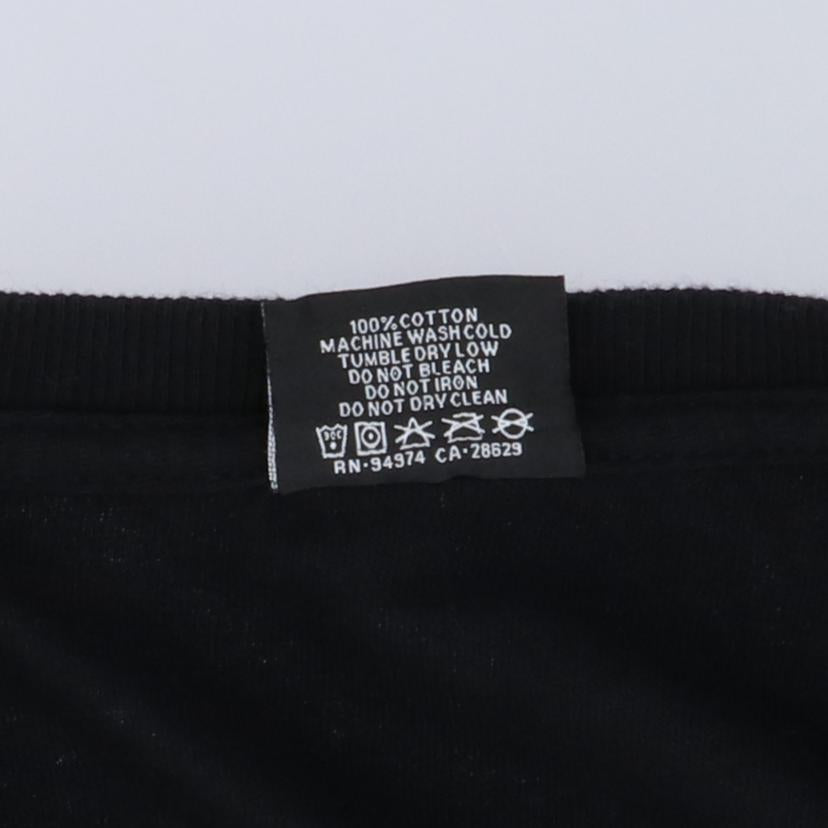 100% COTTON
MACHINE WASH COLD
TUMBLE DRY LOW
DO NOT BLEACH
DO NOT IRON
DO NOT DRY CLEAN
RN·94974 CA·28629